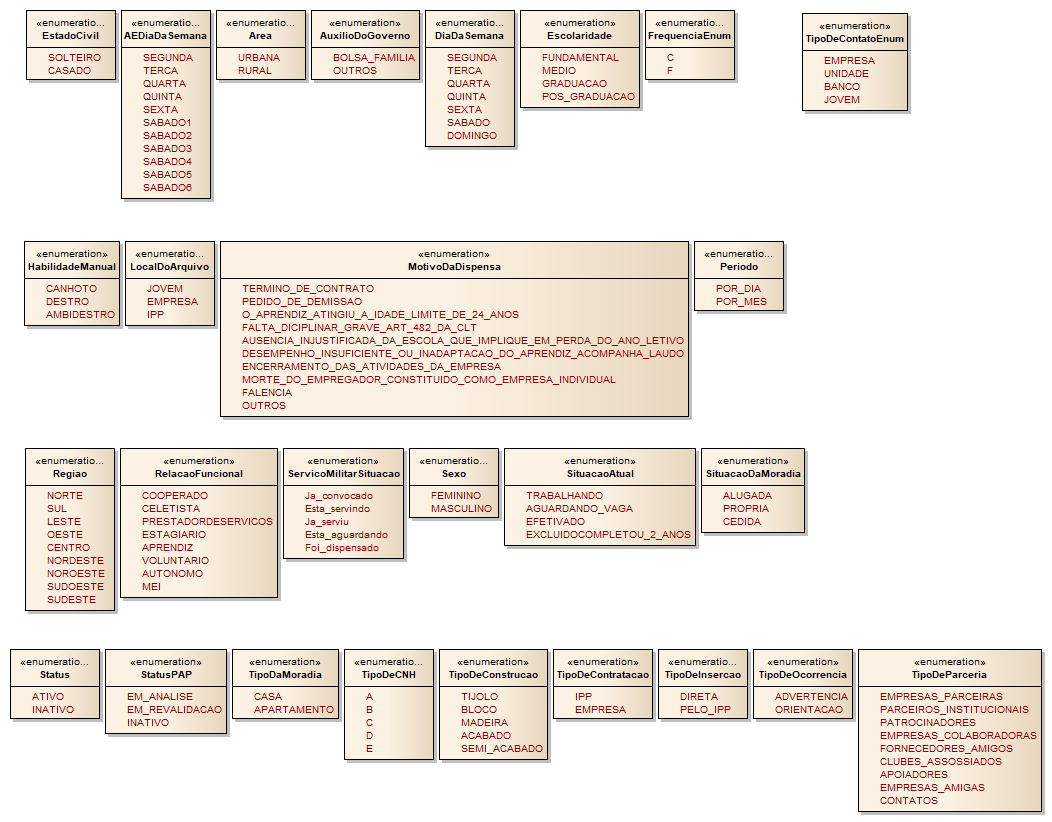 «enumeratio...
EstadoCivil
SOLTEIRO
CASADO
«enumeratio...
AEDiaDaSemana
SEGUNDA
TERCA
QUARTA
QUINTA
SEXTA
SABADO1
SABADO2
SABADO3
SABADO4
SABADO5
SABADO6
«enumeratio...
Area
URBANA
RURAL
«enumeration»
AuxilioDoGoverno
BOLSA_FAMILIA
OUTROS
«enumeratio...
DiaDaSemana
SEGUNDA
TERCA
QUARTA
QUINTA
SEXTA
SABADO
DOMINGO
«enumeration»
Escolaridade
FUNDAMENTAL
MEDIO
GRADUACAO
POS_GRADUACAO
«enumeratio...
FrequenciaEnum
C
F
«enumeration»
TipoDeContatoEnum
EMPRESA
UNIDADE
BANCO
JOVEM
«enumeration»
HabilidadeManual
CANHOTO
DESTRO
AMBIDESTRO
«enumeratio...
LocalDoArquivo
JOVEM
EMPRESA
IPP
«enumeration»
MotivoDaDispensa
TERMINO_DE_CONTRATO
PEDIDO_DE_DEMISSAO
O_APRENDIZ_ATINGIU_A_IDADE_LIMITE_DE_24_ANOS
FALTA_DICIPLINAR_GRAVE_ART_482_DA_CLT
AUSENCIA_INJUSTIFICADA_DA_ESCOLA_QUE_IMPLIQUE_EM_PERDA_DO_ANO_LETIVO
DESEMPENHO_INSUFICIENTE_OU_INADAPTACAO_DO_APRENDIZ_ACOMPANHA_LAUDO
ENCERRAMENTO_DAS_ATIVIDADES_DA_EMPRESA
MORTE_DO_EMPREGADOR_CONSTITUIDO_COMO_EMPRESA_INDIVIDUAL
FALENCIA
OUTROS
«enumeratio...
Periodo
POR_DIA
POR_MES
«enumeratio...
Regiao
NORTE
SUL
LESTE
OESTE
CENTRO
NORDESTE
NOROESTE
SUDOESTE
SUDESTE
«enumeration»
RelacaoFuncional
COOPERADO
CELETISTA
PRESTADORDESERVICOS
ESTAGIARIO
APRENDIZ
VOLUNTARIO
AUTONOMO
MEI
«enumeration»
ServicoMilitarSituacao
Ja_convocado
Esta_servindo
Ja_serviu
Esta_aguardando
Foi_dispensado
«enumeratio...
Sexo
FEMININO
MASCULINO
«enumeration»
SituacaoAtual
TRABALHANDO
AGUARDANDO_VAGA
EFETIVADO
EXCLUIDOCOMPLETOU_2_ANOS
«enumeration»
SituacaoDaMoradia
ALUGADA
PROPRIA
CEDIDA
«enumeratio...
Status
ATIVO
INATIVO
«enumeration»
StatusPAP
EM_ANALISE
EM_REVALIDACAO
INATIVO
«enumeration»
TipoDaMoradia
CASA
APARTAMENTO
«enumeratio...
TipoDeCNH
A
B
C
D
E
«enumeration»
TipoDeConstrucao
TIJOLO
BLOCO
MADEIRA
ACABADO
SEMI_ACABADO
«enumeration»
TipoDeContratacao
IPP
EMPRESA
«enumeratio...
TipoDeInsercao
DIRETA
PELO_IPP
«enumeration»
TipoDeOcorrencia
ADVERTENCIA
ORIENTACAO
«enumeration»
TipoDeParceria
EMPRESAS_PARCEIRAS
PARCEIROS_INSTITUCIONAIS
PATROCINADORES
EMPRESAS_COLABORADORAS
FORNECEDORES_AMIGOS
CLUBES_ASSOSSIADOS
APOIADORES
EMPRESAS_AMIGAS
CONTATOS